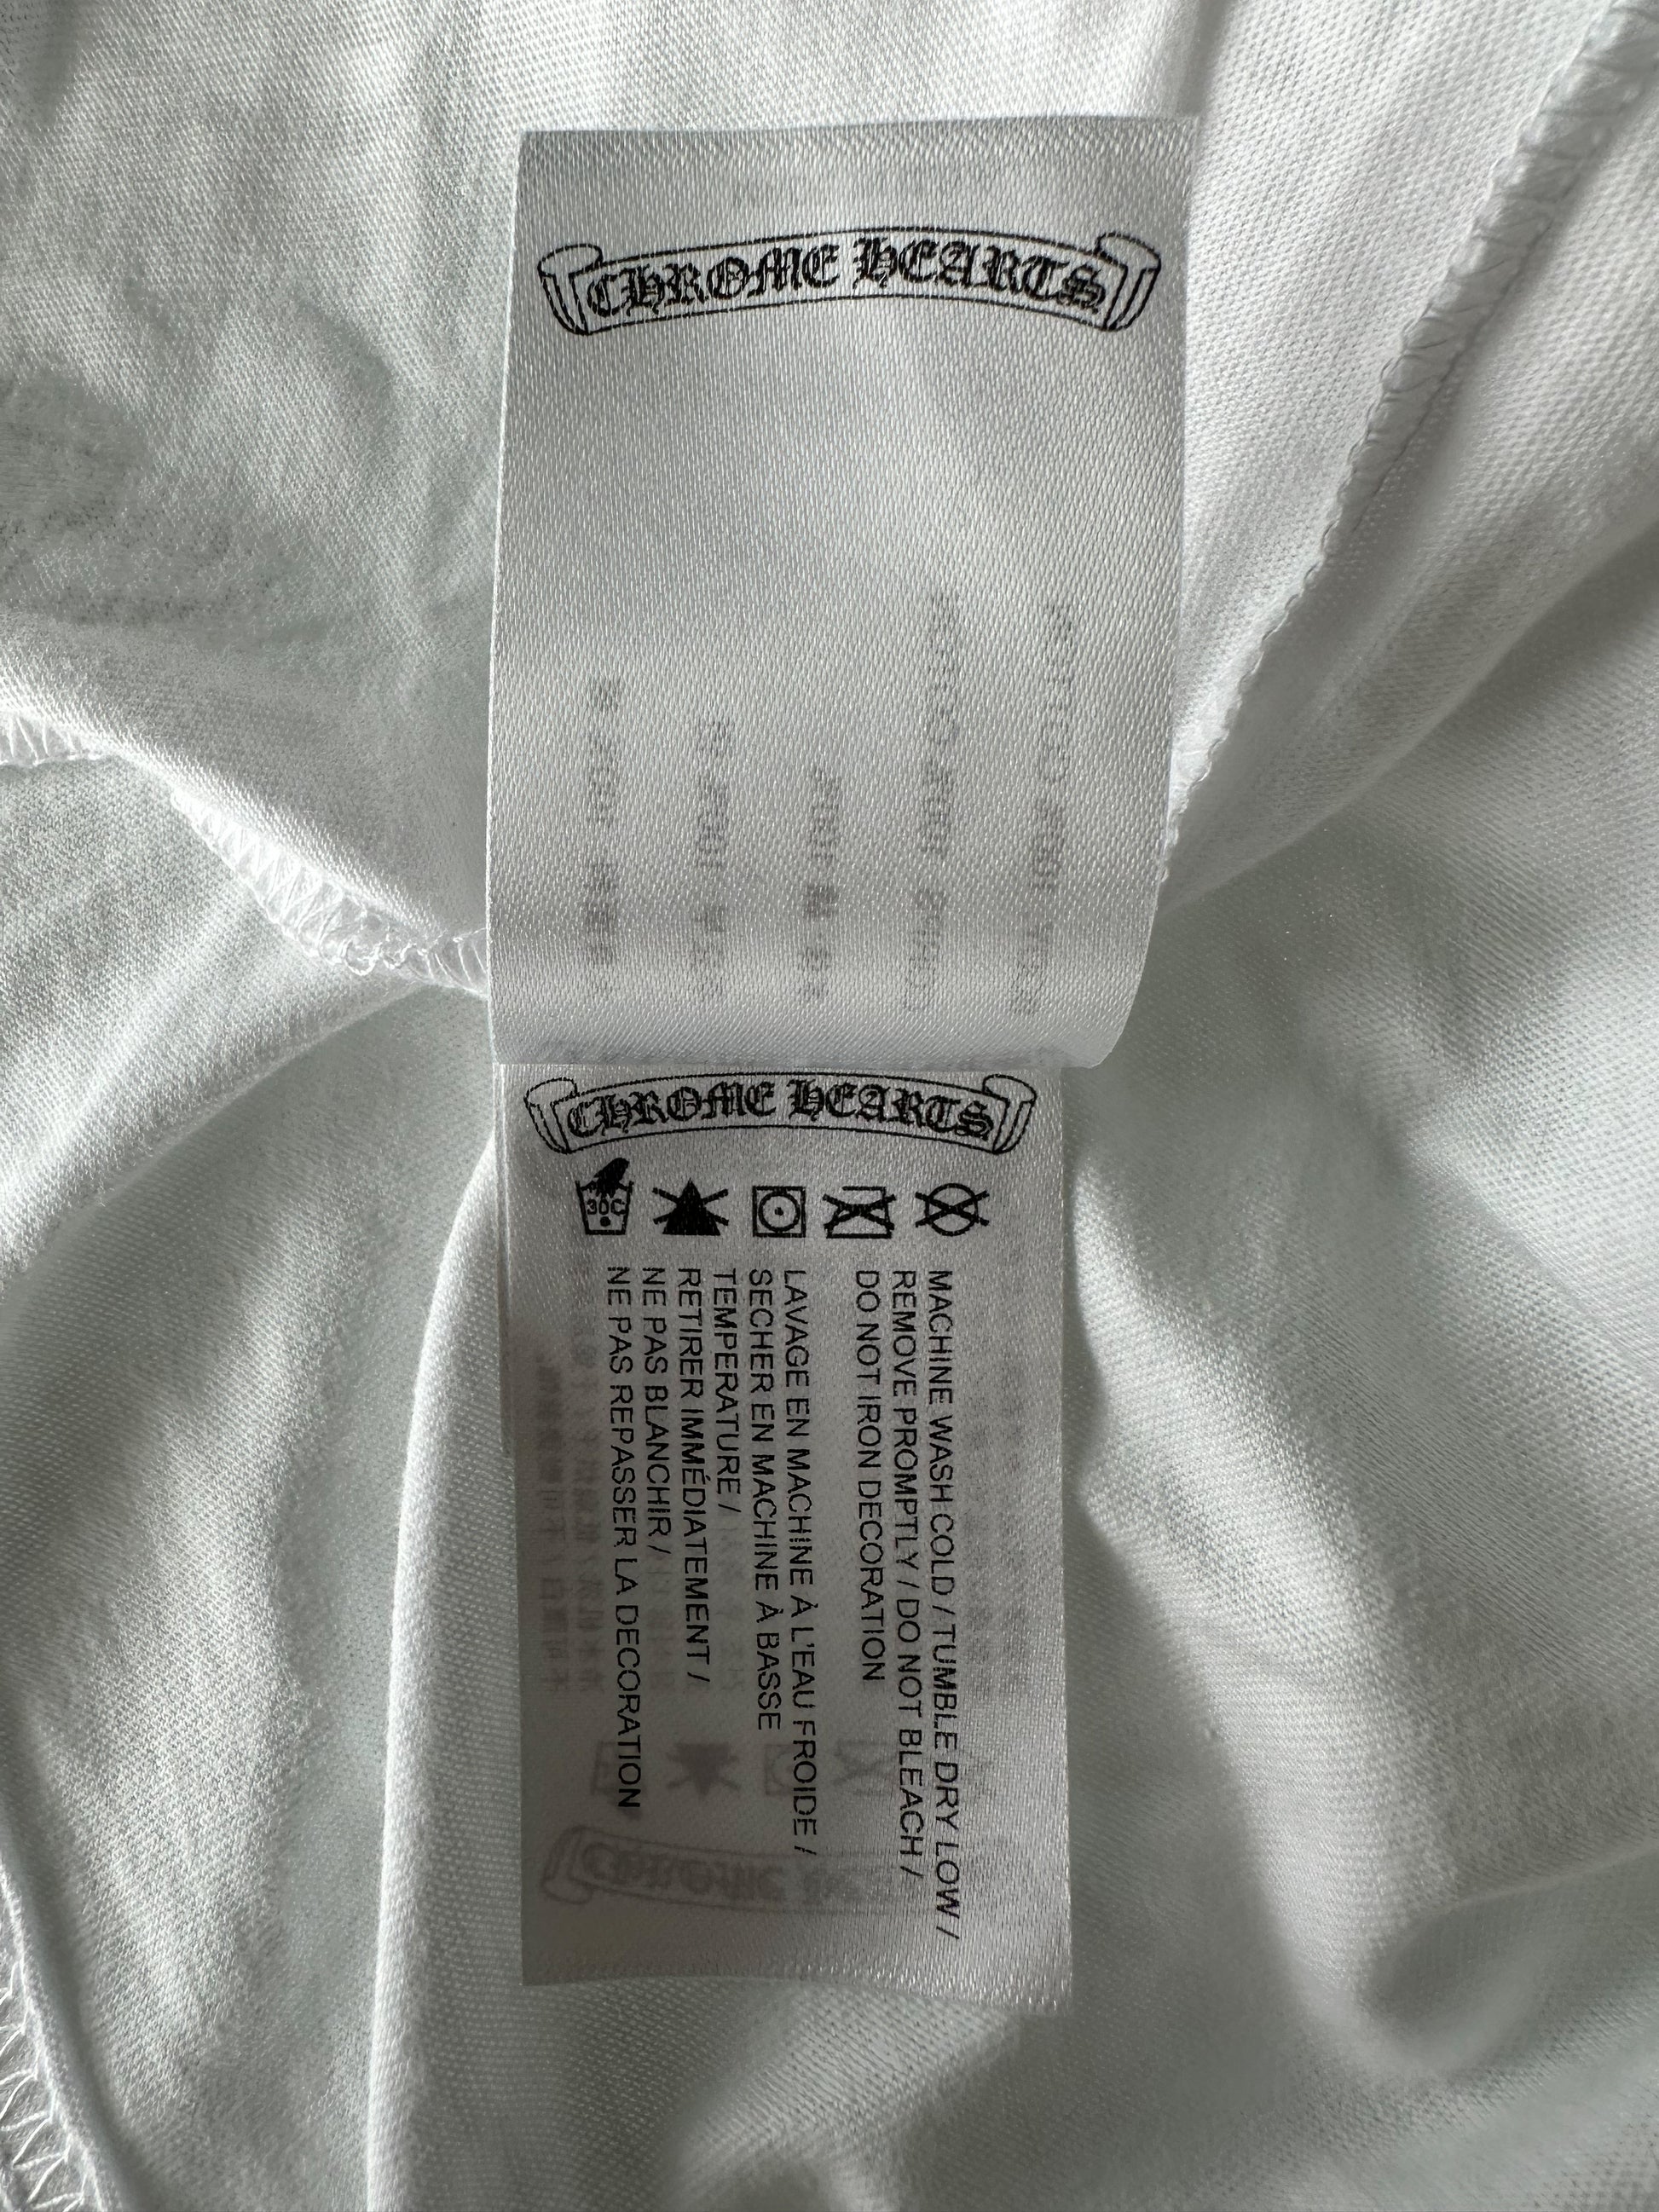 CHROME HEARTS
CHROME HEARTS
30C
MACHINE WASH COLD / TUMBLE DRY LOW /
REMOVE PROMPTLY / DO NOT BLEACH /
DO NOT IRON DECORATION
LAVAGE EN MACHINE À L'EAU FROIDE /
SECHER EN MACHINE À BASSE
TEMPERATURE /
RETIRER IMMÉDIATEMENT /
NE PAS BLANCHIR /
NE PAS REPASSER LA DECORATION